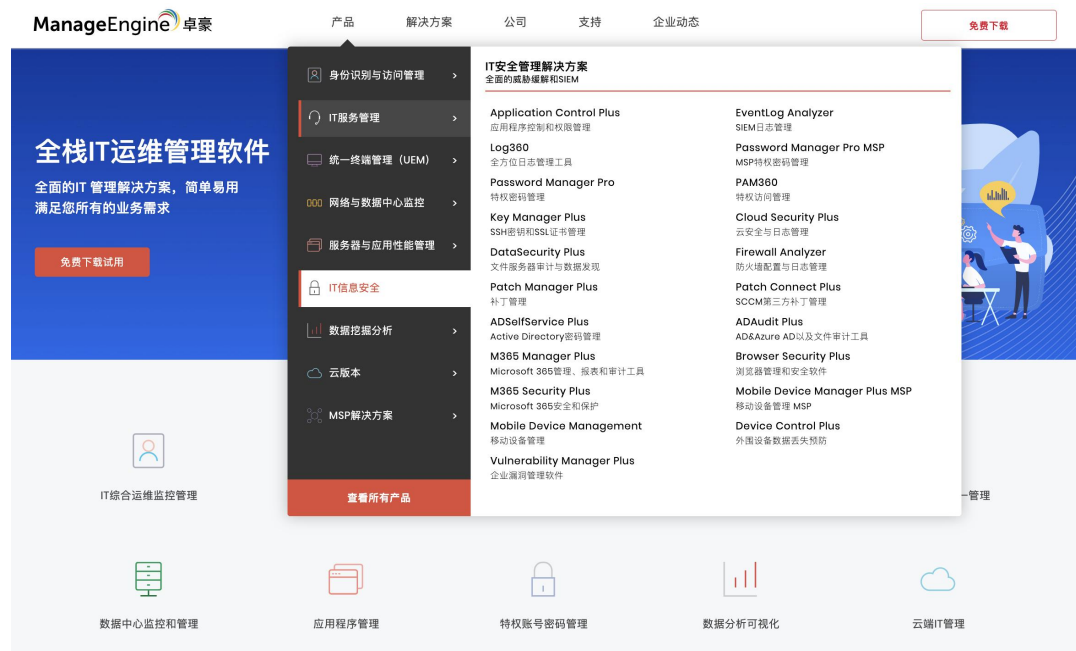 ManageEngine 卓豪
产品
解决方案
公司
支持
企业动态
免费下载
全栈IT运维管理软件
全面的IT 管理解决方案，简单易用
满足您所有的业务需求
免费下载试用
身份识别与访问管理
IT服务管理
统一终端管理（UEM）
网络与数据中心监控
服务器与应用性能管理
IT信息安全
数据挖掘分析
云版本
MSP解决方案
查看所有产品
IT安全管理解决方案
全面的威胁缓解和SIEM
Application Control Plus
应用程序控制和权限管理
Log360
全方位日志管理工具
Password Manager Pro
特权密码管理
Key Manager Plus
SSH密钥和SSL证书管理
DataSecurity Plus
文件服务器审计与数据发现
Patch Manager Plus
补丁管理
ADSelfService Plus
Active Directory密码管理
M365 Manager Plus
Microsoft 365管理、报表和审计工具
M365 Security Plus
Microsoft 365安全和保护
Mobile Device Management
移动设备管理
Vulnerability Manager Plus
企业漏洞管理软件
EventLog Analyzer
SIEM日志管理
Password Manager Pro MSP
MSP特权密码管理
PAM360
特权访问管理
Cloud Security Plus
云安全与日志管理
Firewall Analyzer
防火墙配置与日志管理
Patch Connect Plus
SCCM第三方补丁管理
ADAudit Plus
AD&Azure AD以及文件审计工具
Browser Security Plus
浏览器管理和安全软件
Mobile Device Manager Plus MSP
移动设备管理 MSP
Device Control Plus
外围设备数据丢失预防
IT综合运维监控管理
一管理
数据中心监控和管理
应用程序管理
特权账号密码管理
数据分析可视化
云端IT管理